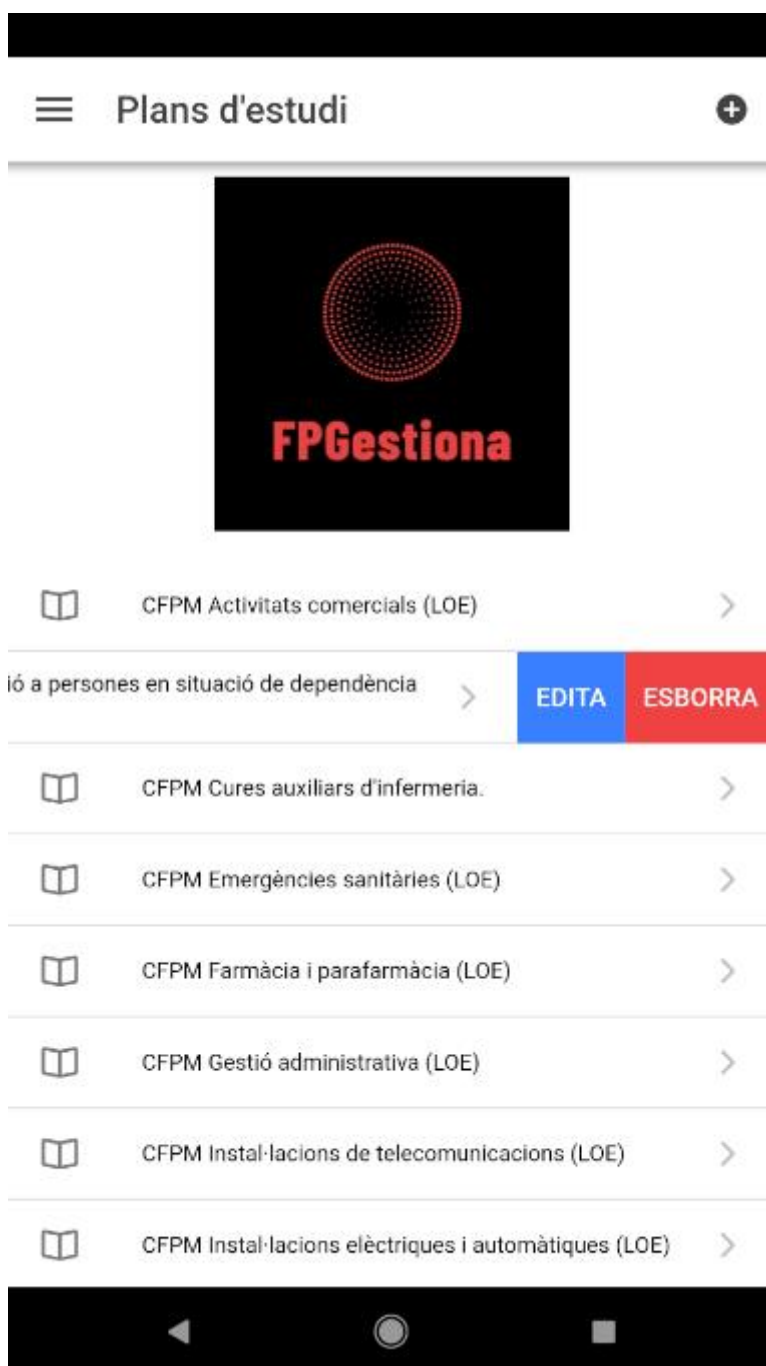 Plans d'estudi
FPGestiona
CFPM Activitats comercials (LOE)
ió a persones en situació de dependència
EDITA
ESBORRA
CFPM Cures auxiliars d'infermeria.
CFPM Emergències sanitàries (LOE)
CFPM Farmàcia i parafarmàcia (LOE)
CFPM Gestió administrativa (LOE)
CFPM Instal·lacions de telecomunicacions (LOE)
CFPM Instal·lacions elèctriques i automàtiques (LOE)